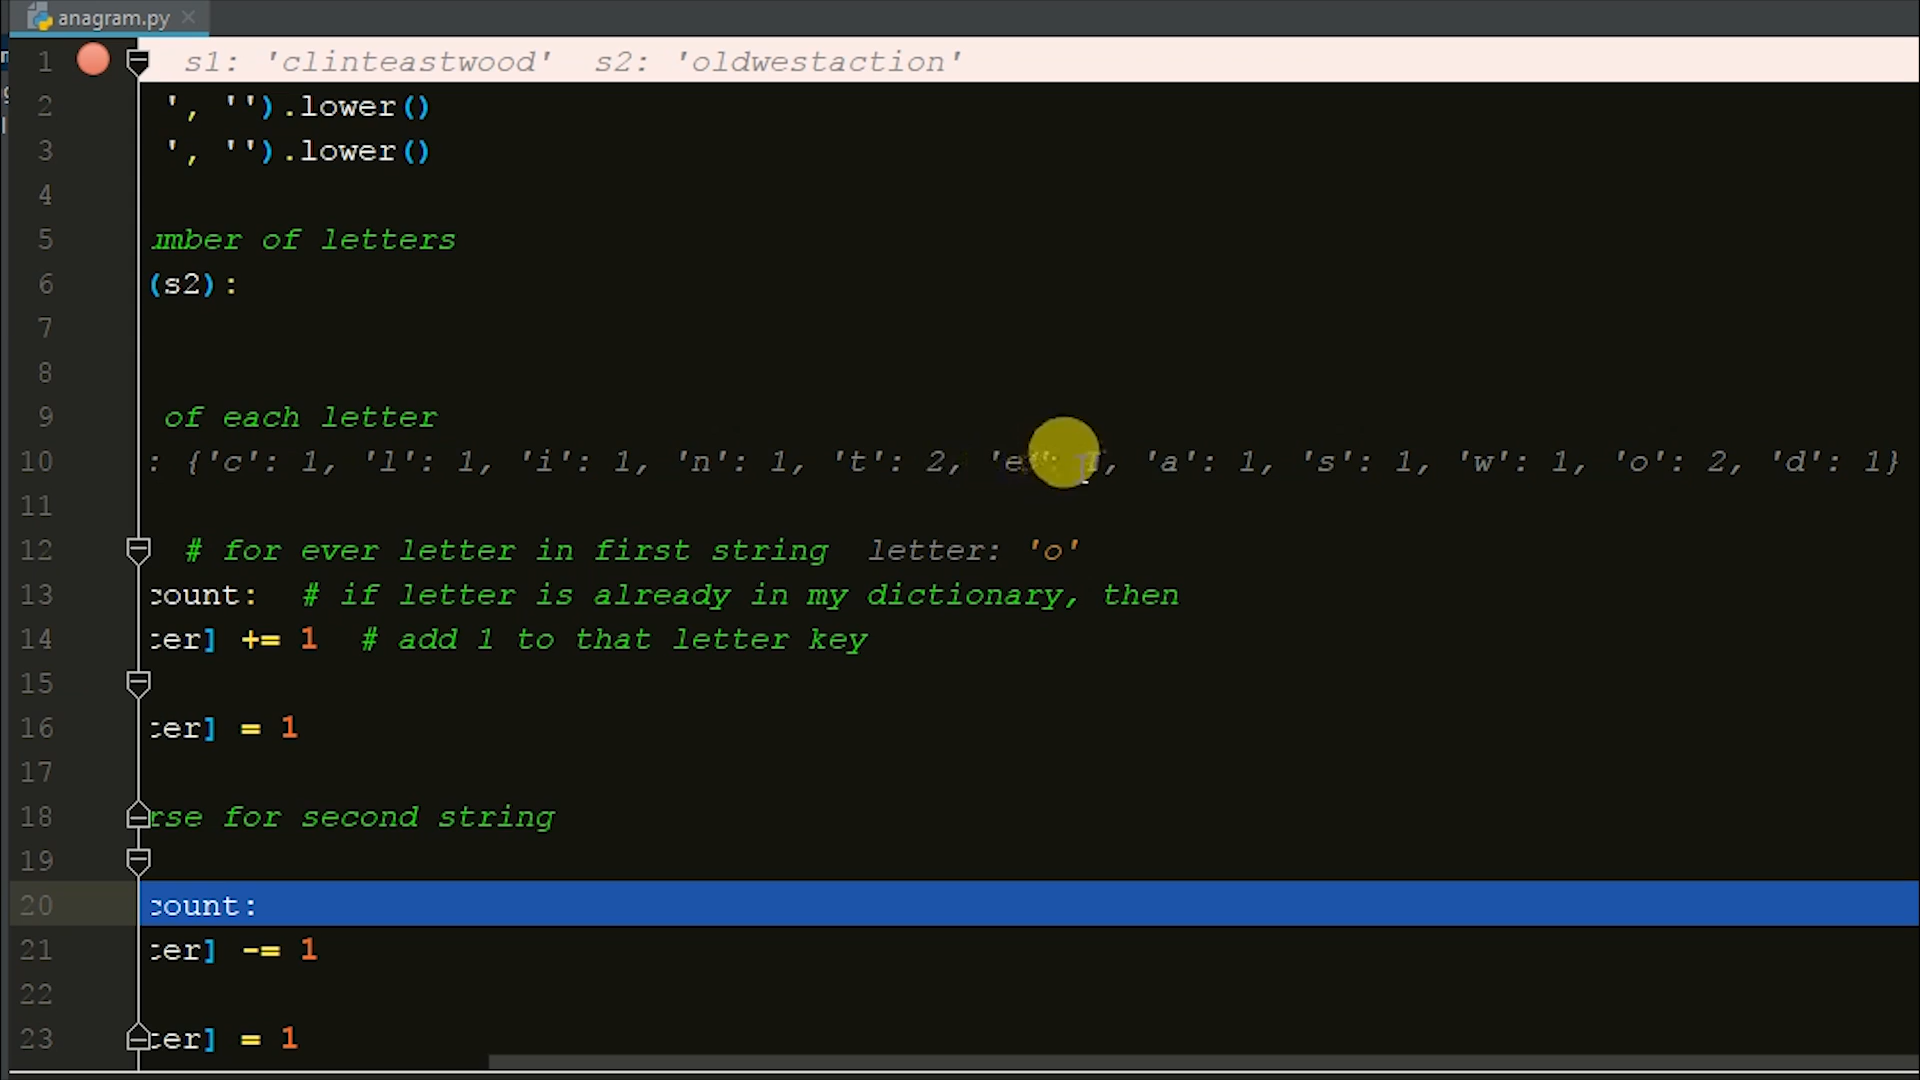 anagram.py
1 s1: 'clinteastwood' s2: 'oldwestaction'
2 ', '').lower()
3 ', '').lower()
4
5 umber of letters
6 (s2):
7
8
9 of each letter
10 : {'c': 1, 'l': 1, 'i': 1, 'n': 1, 't': 2, 'e': 1, 'a': 1, 's': 1, 'w': 1, 'o': 2, 'd': 1}
11
12 # for ever letter in first string letter: 'o'
13 count: # if letter is already in my dictionary, then
14 ter] += 1 # add 1 to that letter key
15
16 ter] = 1
17
18 rse for second string
19
20 count:
21 ter] -= 1
22
23 ter] = 1